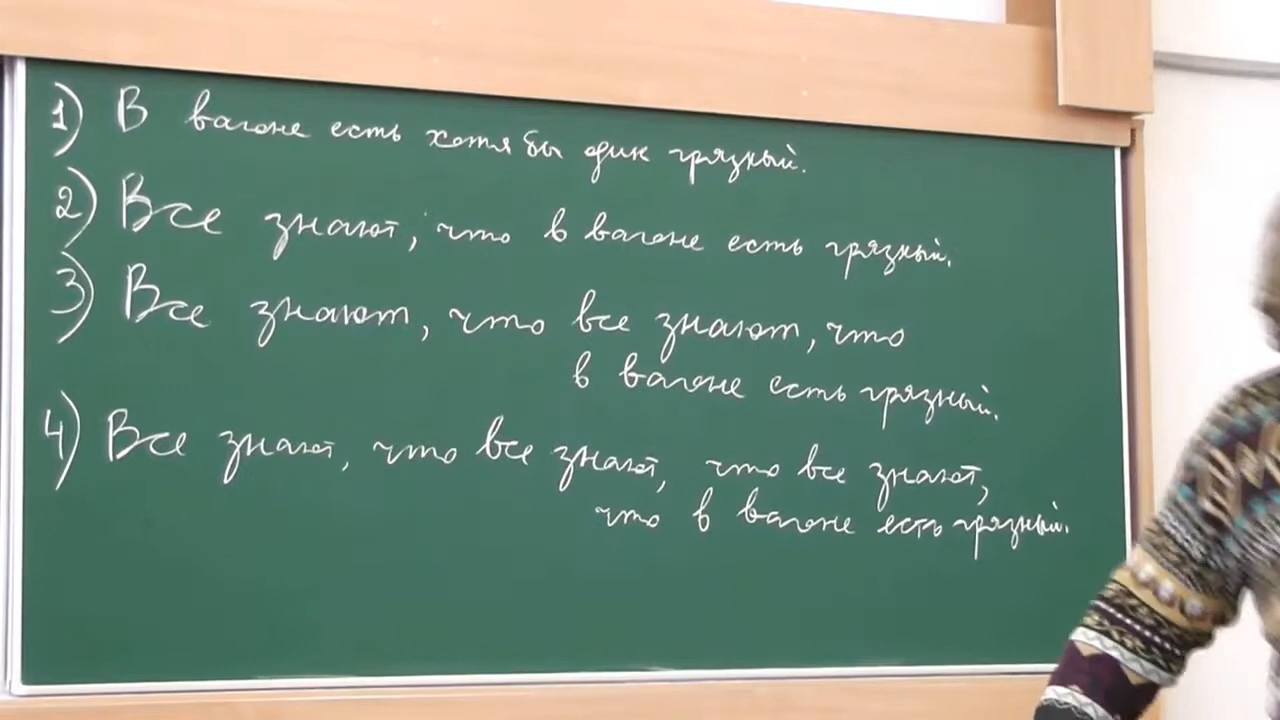 1) В вагоне есть хотя бы один грязный.
2) Все знают, что в вагоне есть грязный.
3) Все знают, что все знают, что
в вагоне есть грязный.
4) Все знают, что все знают, что все знают,
что в вагоне есть грязный.